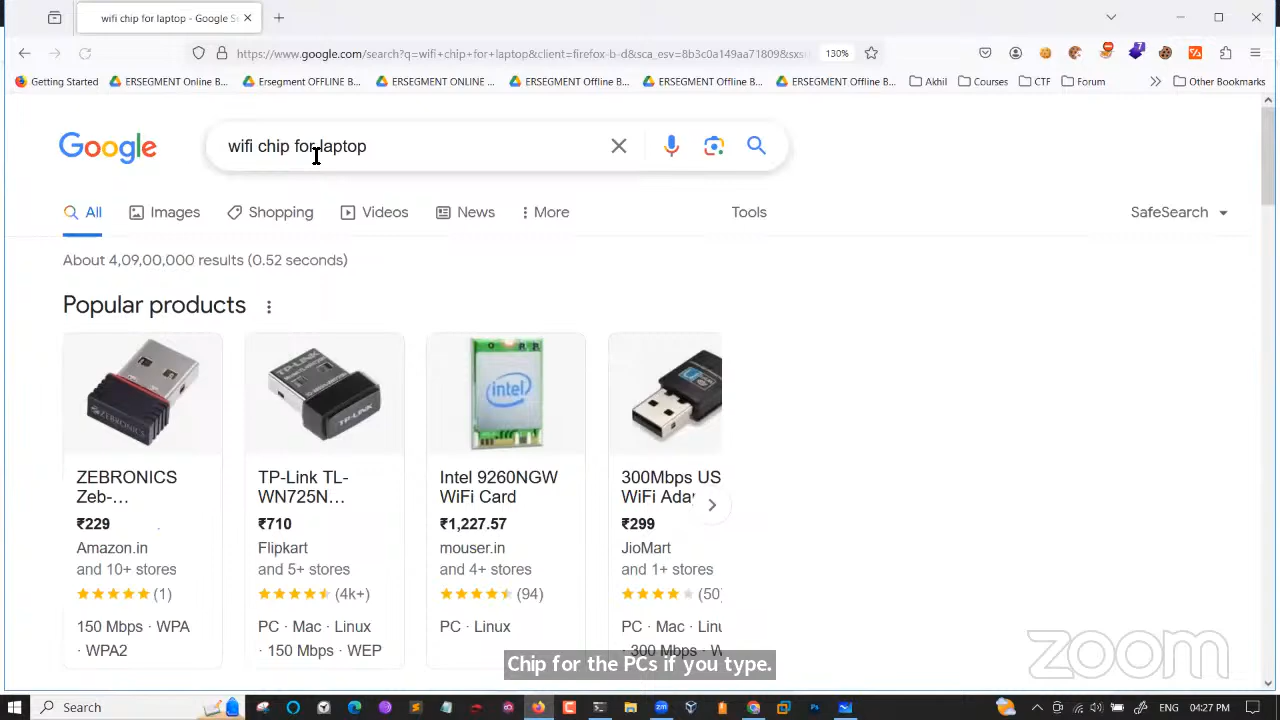 wifi chip for laptop - Google Se
https://www.google.com/search?q=wifi+chip+for+laptop&client=firefox-b-d&sca_esv=8b3c0a149aa71809&sxsr
130%
Getting Started
ERSEGMENT Online B...
Ersegment OFFLINE B...
ERSEGMENT ONLINE ...
ERSEGMENT Offline B...
ERSEGMENT Offline B...
ERSEGMENT Offline B...
Akhil
Courses
CTF
Forum
Other Bookmarks
Google
wifi chip for laptop
All
Images
Shopping
Videos
News
More
Tools
SafeSearch
About 4,09,00,000 results (0.52 seconds)
Popular products
ZEBRONICS
TP-LINK
TP-LINK
intel
ZEBRONICS
Zeb-...
₹229
Amazon.in
and 10+ stores
(1)
150 Mbps · WPA
· WPA2
TP-Link TL-
WN725N...
₹710
Flipkart
and 5+ stores
(4k+)
PC · Mac · Linux
· 150 Mbps · WEP
Intel 9260NGW
WiFi Card
₹1,227.57
mouser.in
and 4+ stores
(94)
PC · Linux
300Mbps US
WiFi Ada
₹299
JioMart
and 1+ stores
(50)
PC · Mac · Linu
· 300 Mbps · W
Chip for the PCs if you type.
zoom
Search
ENG
04:27 PM